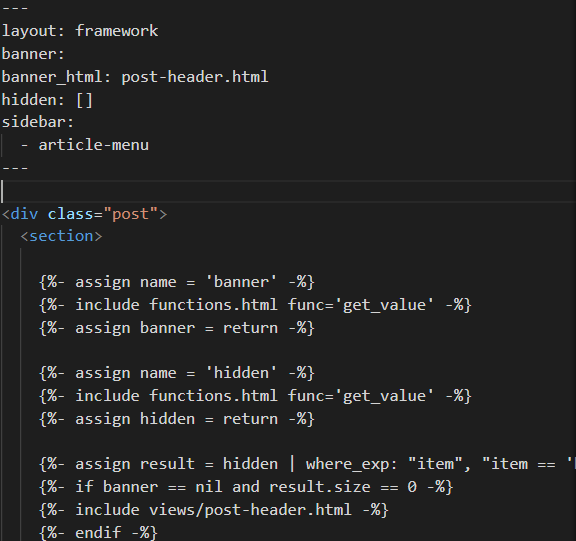 ---
layout: framework
banner:
banner_html: post-header.html
hidden: []
sidebar:
  - article-menu
---
<div class="post">
  <section>
    {%- assign name = 'banner' -%}
    {%- include functions.html func='get_value' -%}
    {%- assign banner = return -%}
    {%- assign name = 'hidden' -%}
    {%- include functions.html func='get_value' -%}
    {%- assign hidden = return -%}
    {%- assign result = hidden | where_exp: "item", "item == '
    {%- if banner == nil and result.size == 0 -%}
    {%- include views/post-header.html -%}
    {%- endif -%}